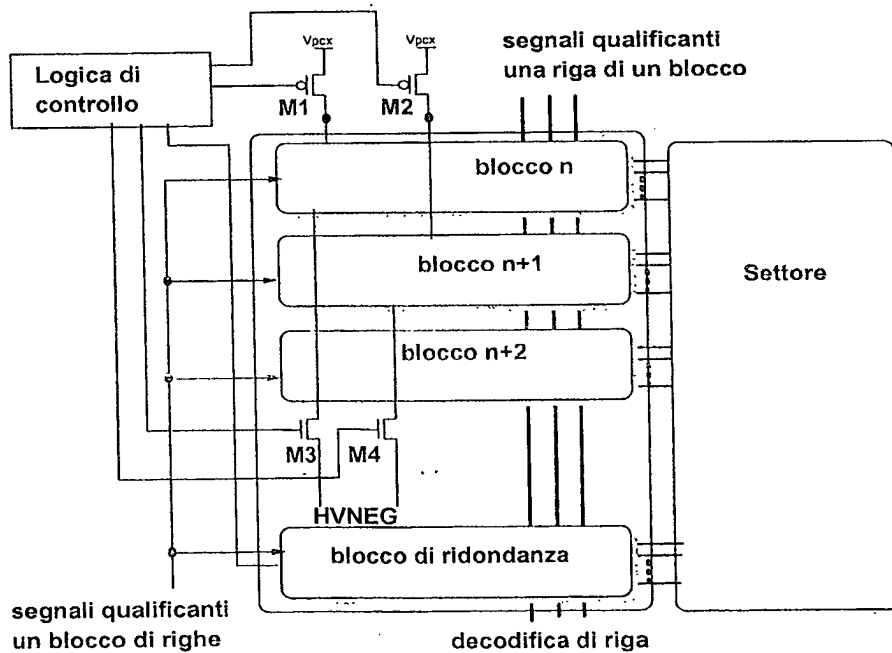 Vpcx
Vpcx
segnali qualificanti
una riga di un blocco
Logica di
controllo
M1
M2
blocco n
blocco n+1
Settore
blocco n+2
M3
M4
HVNEG
blocco di ridondanza
segnali qualificanti
un blocco di righe
decodifica di riga